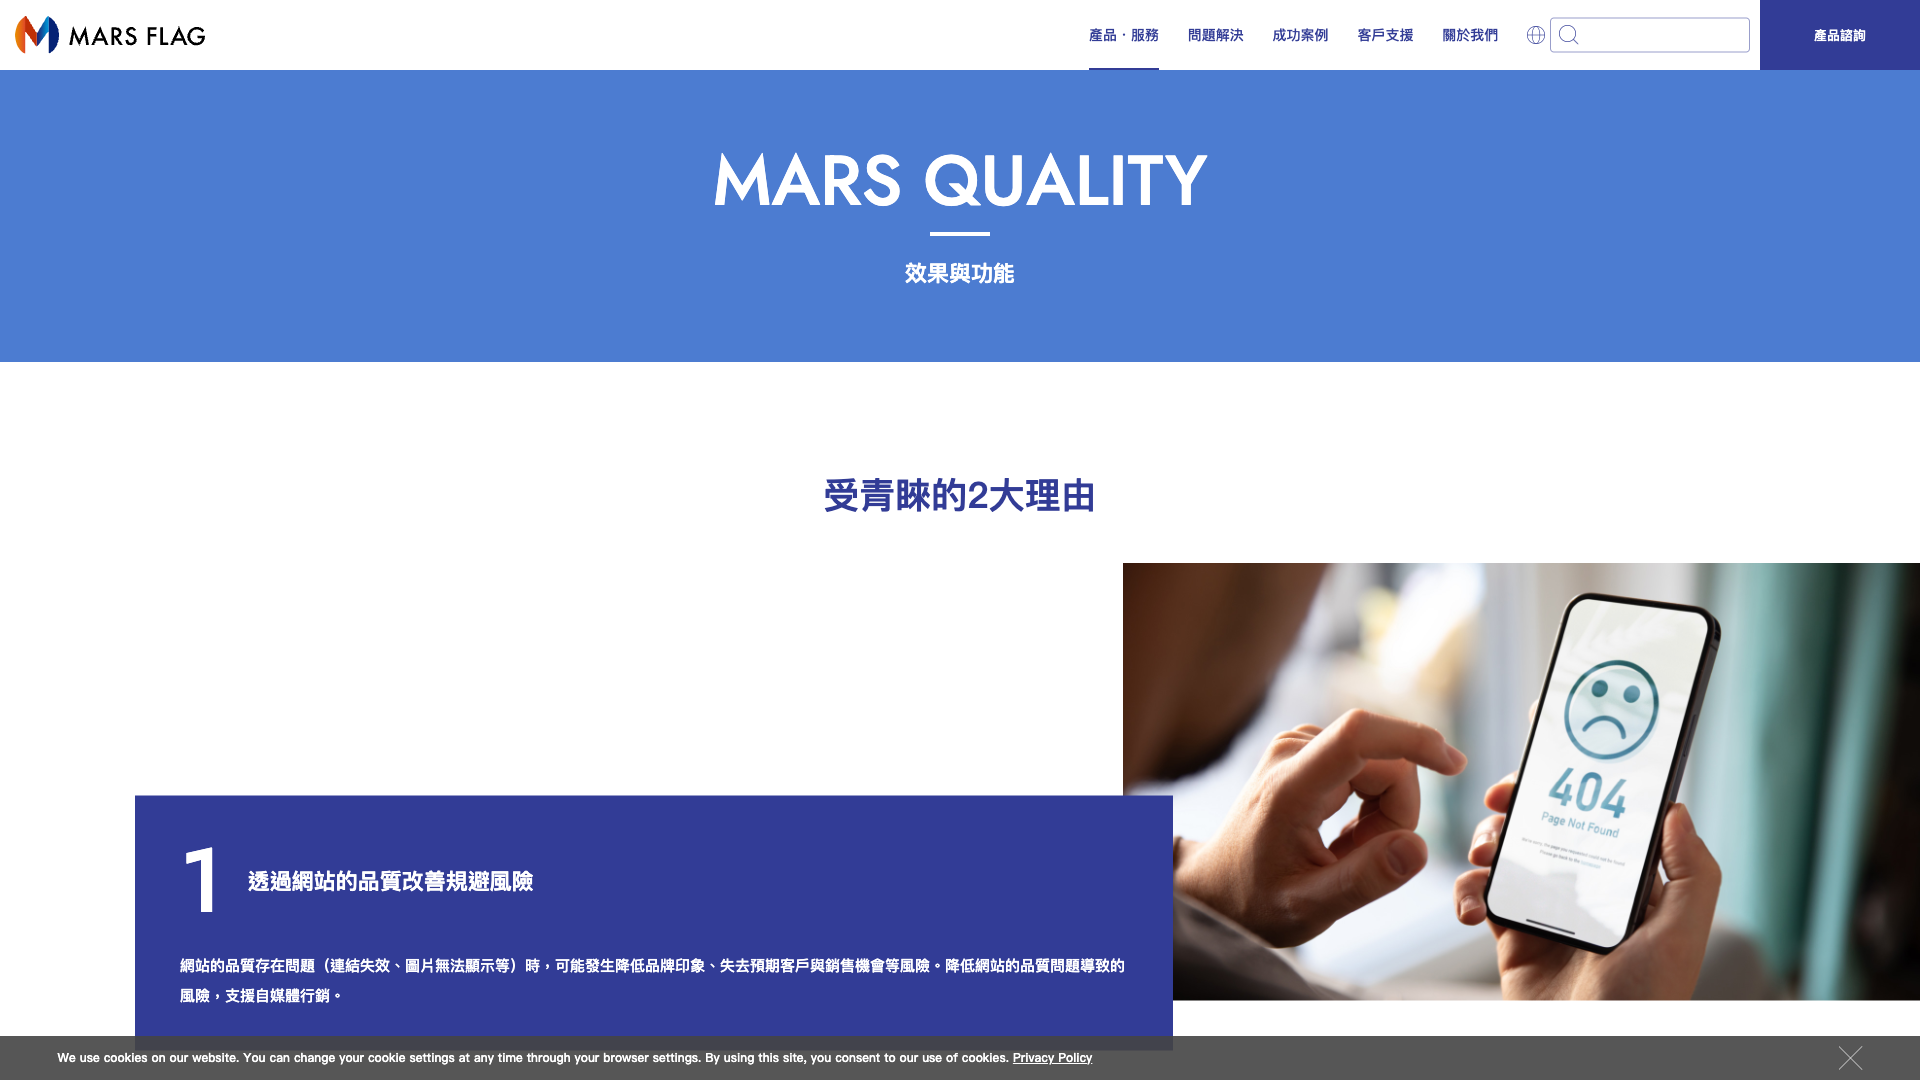 MARS FLAG
產品・服務
問題解決
成功案例
客戶支援
關於我們
產品諮詢
MARS QUALITY
效果與功能
受青睞的2大理由
404
Page Not Found
1
透過網站的品質改善規避風險
網站的品質存在問題（連結失效、圖片無法顯示等）時，可能發生降低品牌印象、失去預期客戶與銷售機會等風險。降低網站的品質問題導致的
風險，支援自媒體行銷。
We use cookies on our website. You can change your cookie settings at any time through your browser settings. By using this site, you consent to our use of cookies. Privacy Policy